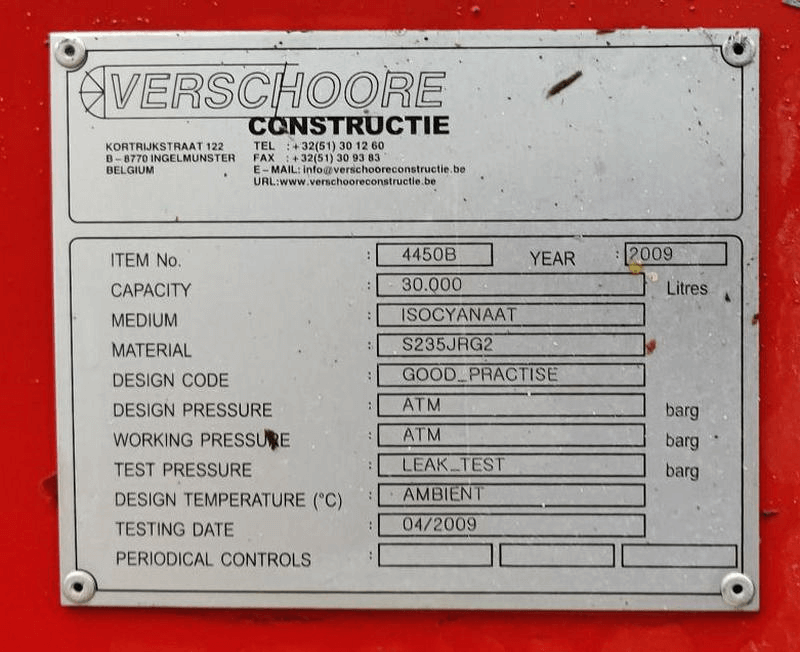 VERSCHOORE
CONSTRUCTIE
KORTRIJKSTRAAT 122
B – 8770 INGELMUNSTER
BELGIUM
TEL : +32(51) 30 12 60
FAX : +32(51) 30 93 83
E – MAIL: info@verschooreconstructie.be
URL:www.verschooreconstructie.be
ITEM No. : 4450B YEAR : 2009
CAPACITY : 30.000 Litres
MEDIUM : ISOCYANAAT
MATERIAL : S235JRG2
DESIGN CODE : GOOD_PRACTISE
DESIGN PRESSURE : ATM barg
WORKING PRESSURE : ATM barg
TEST PRESSURE : LEAK_TEST barg
DESIGN TEMPERATURE (°C) : AMBIENT
TESTING DATE : 04/2009
PERIODICAL CONTROLS :